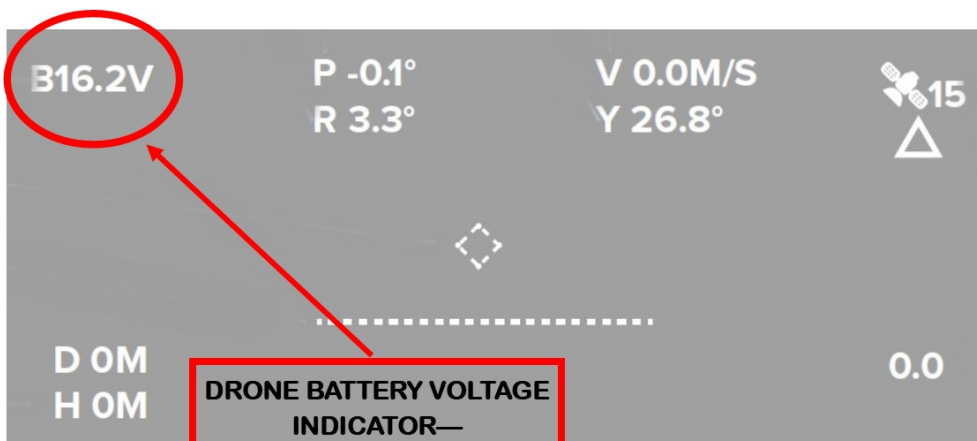 B16.2V
P -0.1°
V 0.0M/S
15
R 3.3°
Y 26.8°
D 0M
0.0
H 0M
DRONE BATTERY VOLTAGE
INDICATOR—